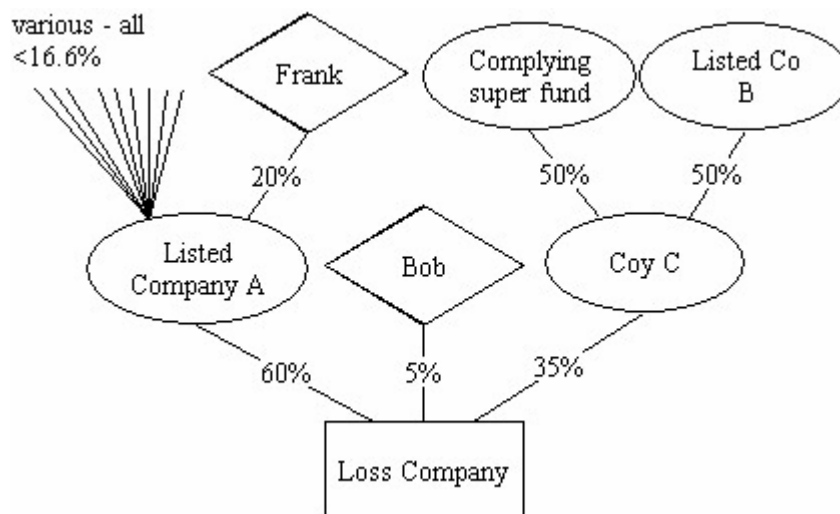 various - all
<16.6%
Frank
Complying
super fund
Listed Co
B
20%
50%
50%
Listed
Company A
Bob
Coy C
60%
5%
35%
Loss Company